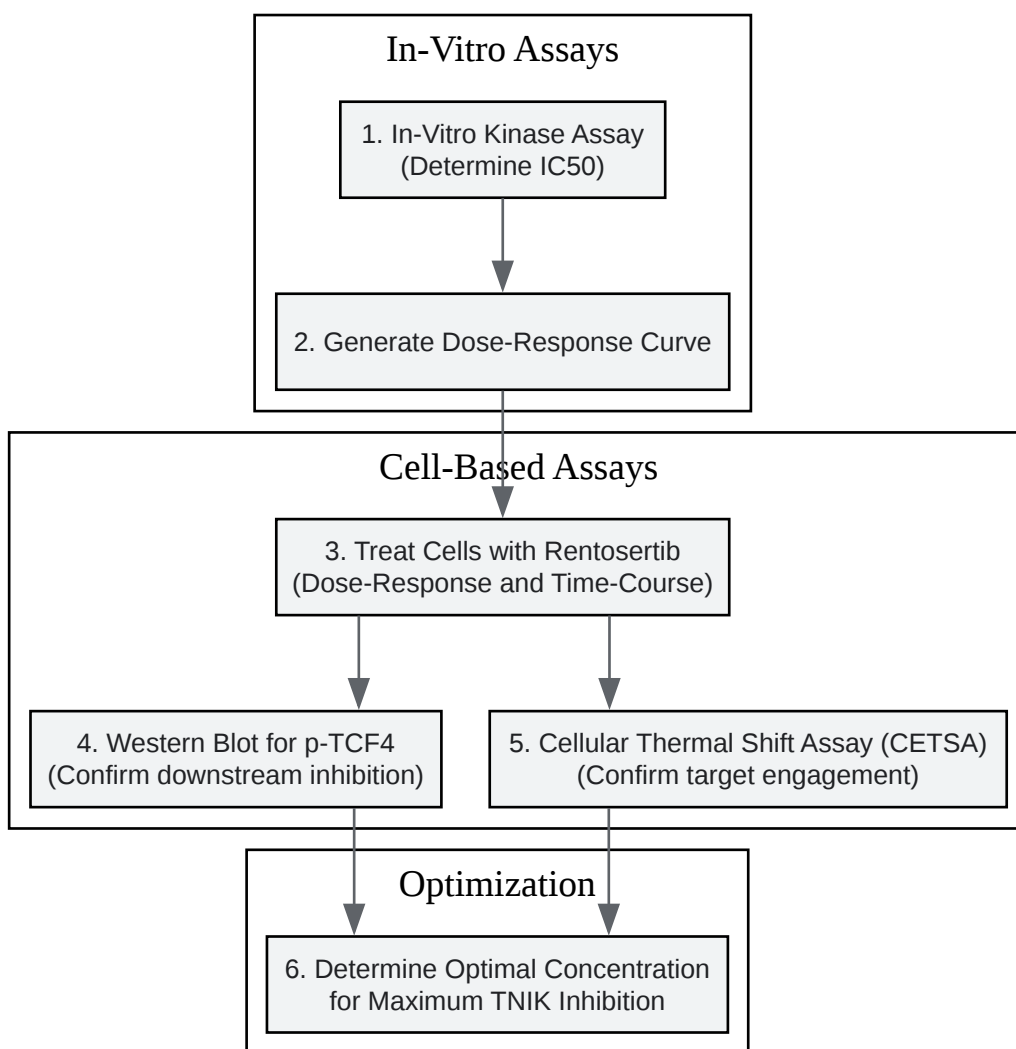 In-Vitro Assays
1. In-Vitro Kinase Assay
(Determine IC50)
2. Generate Dose-Response Curve
Cell-Based Assays
3. Treat Cells with Rentosertib
(Dose-Response and Time-Course)
4. Western Blot for p-TCF4
(Confirm downstream inhibition)
5. Cellular Thermal Shift Assay (CETSA)
(Confirm target engagement)
Optimization
6. Determine Optimal Concentration
for Maximum TNIK Inhibition